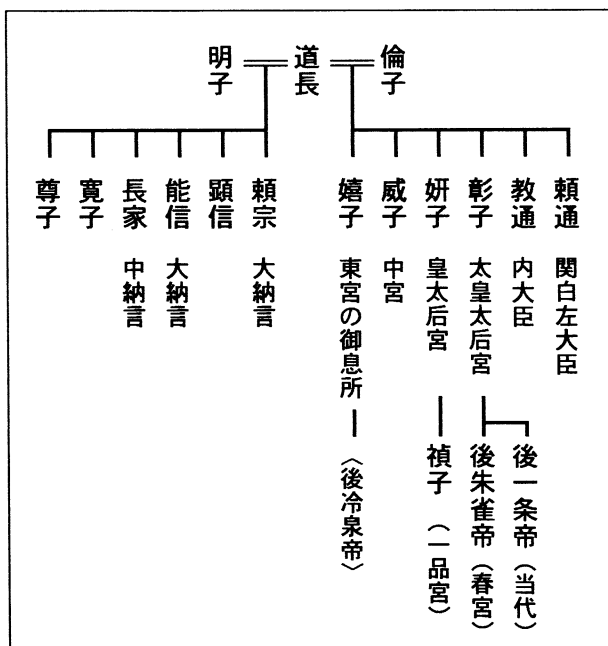 倫子
道長
明子
頼通 関白左大臣
教通 内大臣
彰子 太皇太后宮
妍子 皇太后宮
威子 中宮
嬉子 東宮の御息所
頼宗 大納言
顕信
能信 大納言
長家 中納言
寛子
尊子
後一条帝（当代）
後朱雀帝（春宮）
禎子（一品宮）
〈後冷泉帝〉